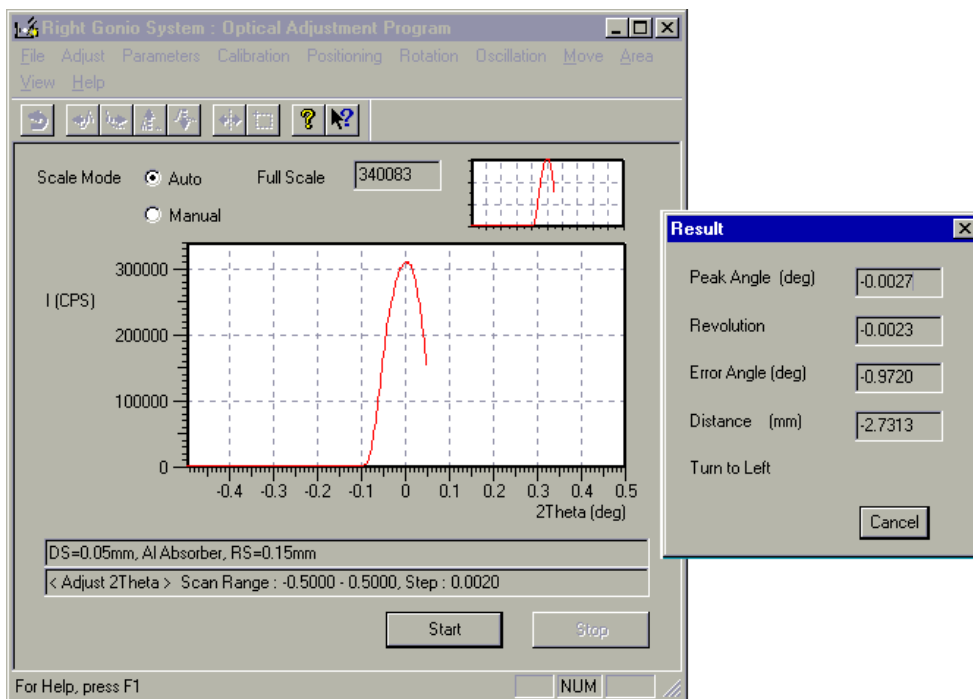 Right Gonio System : Optical Adjustment Program
File Adjust Parameters Calibration Positioning Rotation Oscillation Move Area
View Help
Scale Mode Auto Full Scale 340083
Manual
300000
I (CPS)
200000
100000
0
-0.4 -0.3 -0.2 -0.1 0 0.1 0.2 0.3 0.4 0.5
2Theta (deg)
DS=0.05mm, Al Absorber, RS=0.15mm
< Adjust 2Theta > Scan Range : -0.5000 - 0.5000, Step : 0.0020
Start Stop
For Help, press F1 NUM
Result
Peak Angle (deg) -0.0027
Revolution -0.0023
Error Angle (deg) -0.9720
Distance (mm) -2.7313
Turn to Left
Cancel